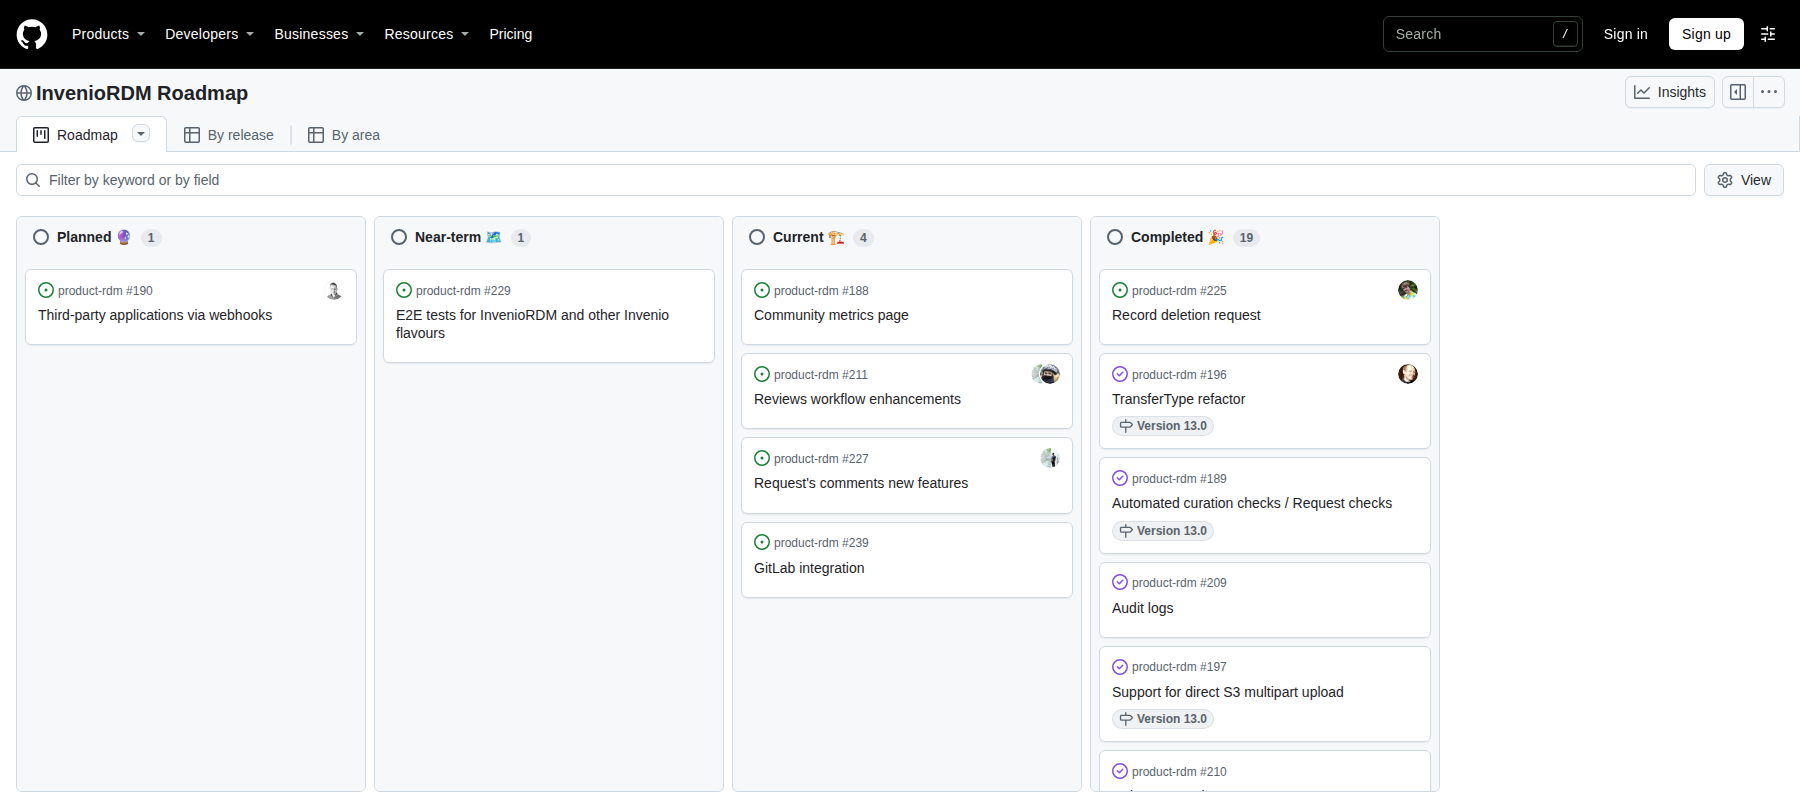 Products
Developers
Businesses
Resources
Pricing
Search
/
Sign in
Sign up
InvenioRDM Roadmap
Insights
Roadmap
By release
By area
Filter by keyword or by field
View
Planned 🔮 1
product-rdm #190
Third-party applications via webhooks
Near-term 🗺️ 1
product-rdm #229
E2E tests for InvenioRDM and other Invenio
flavours
Current 🏗️ 4
product-rdm #188
Community metrics page
product-rdm #211
Reviews workflow enhancements
product-rdm #227
Request's comments new features
product-rdm #239
GitLab integration
Completed 🎉 19
product-rdm #225
Record deletion request
product-rdm #196
TransferType refactor
Version 13.0
product-rdm #189
Automated curation checks / Request checks
Version 13.0
product-rdm #209
Audit logs
product-rdm #197
Support for direct S3 multipart upload
Version 13.0
product-rdm #210